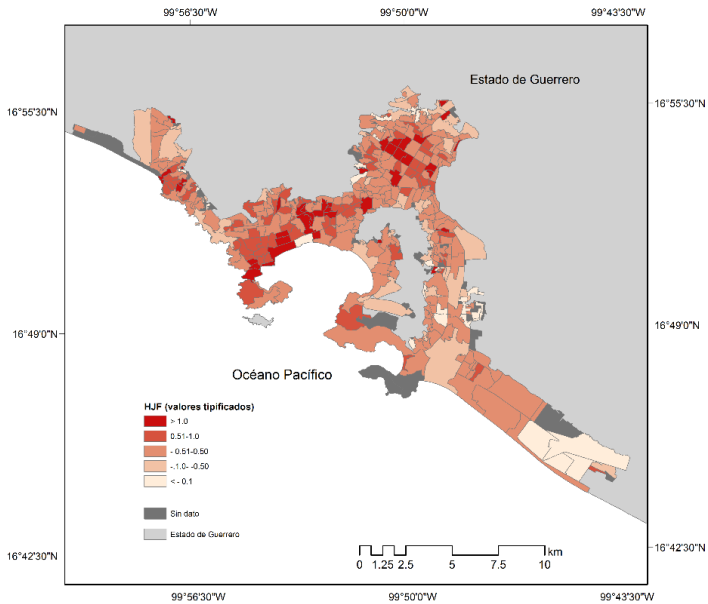 99°56'30"W 99°50'0"W 99°43'30"W
Estado de Guerrero
16°55'30"N 16°55'30"N
16°49'0"N 16°49'0"N
Océano Pacífico
HJF (valores tipificados)
> 1.0
0.51-1.0
- 0.51-0.50
-.1.0- -0.50
< - 0.1
Sin dato
Estado de Guerrero
km
0 1.25 2.5 5 7.5 10
16°42'30"N 16°42'30"N
99°56'30"W 99°50'0"W 99°43'30"W